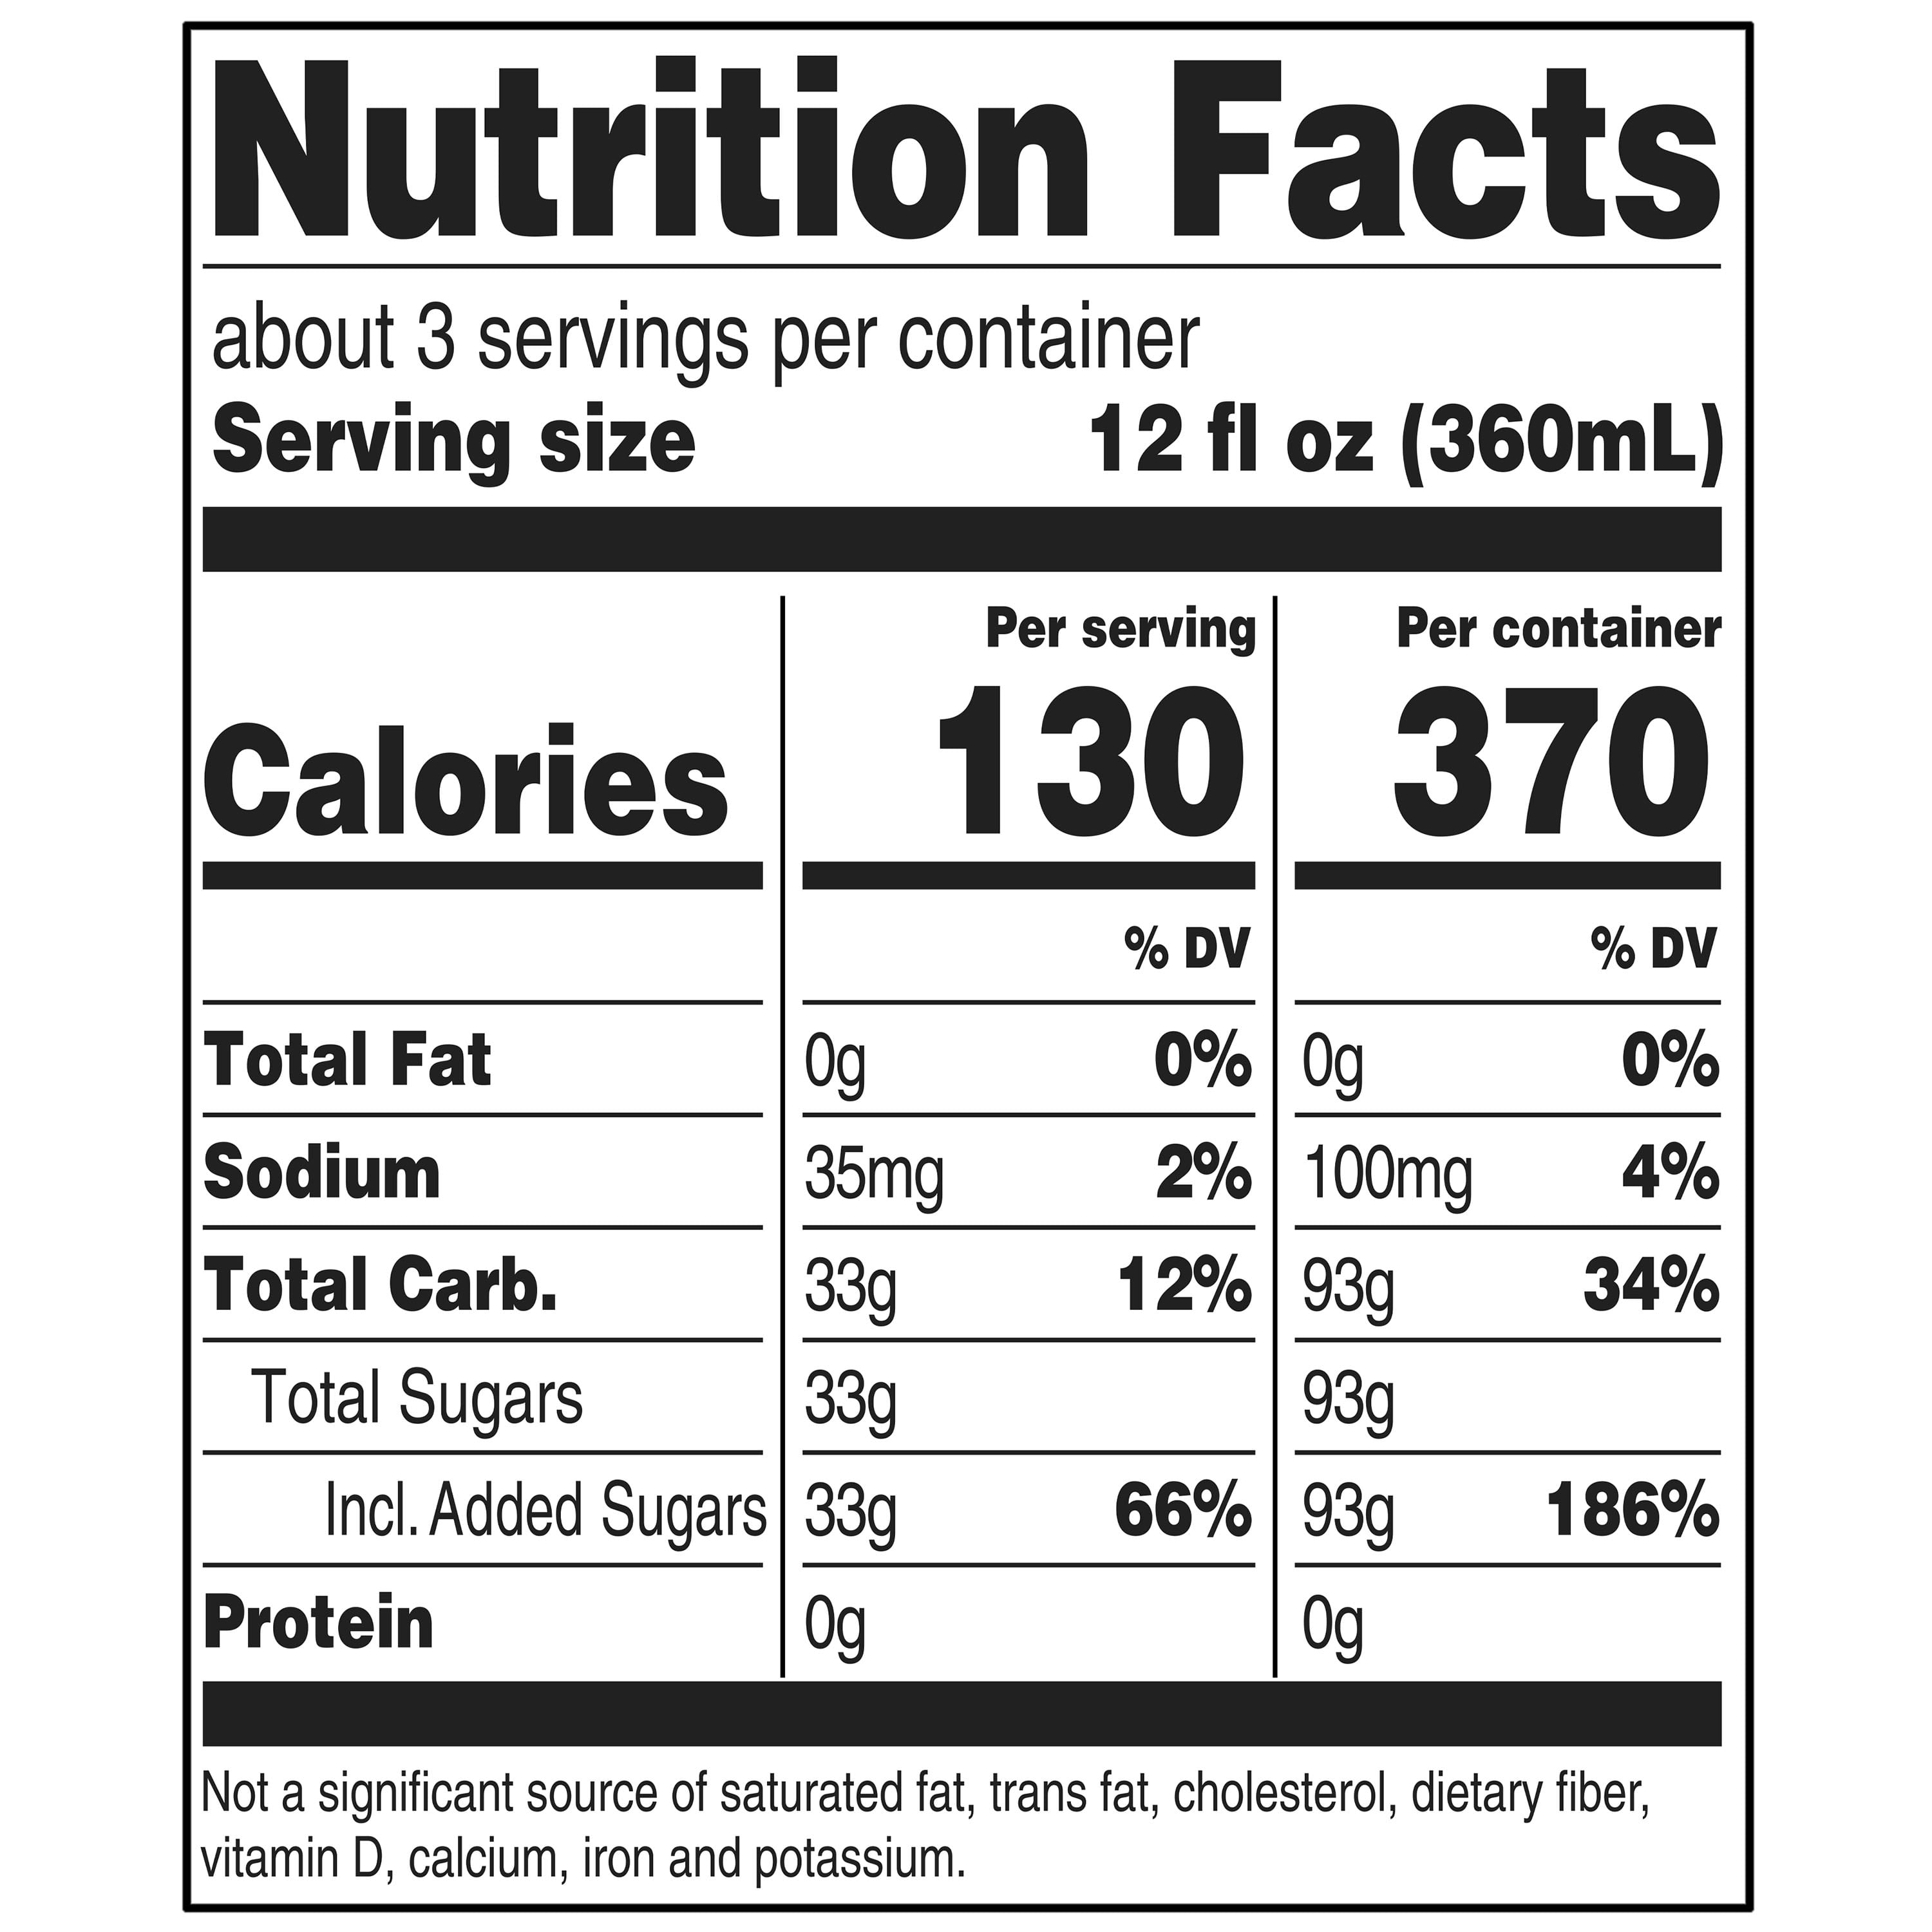 Nutrition Facts
about 3 servings per container
Serving size 12 fl oz (360mL)
Per serving Per container
Calories 130 370
% DV % DV
Total Fat 0g 0% 0g 0%
Sodium 35mg 2% 100mg 4%
Total Carb. 33g 12% 93g 34%
Total Sugars 33g 93g
Incl. Added Sugars 33g 66% 93g 186%
Protein 0g 0g
Not a significant source of saturated fat, trans fat, cholesterol, dietary fiber,
vitamin D, calcium, iron and potassium.